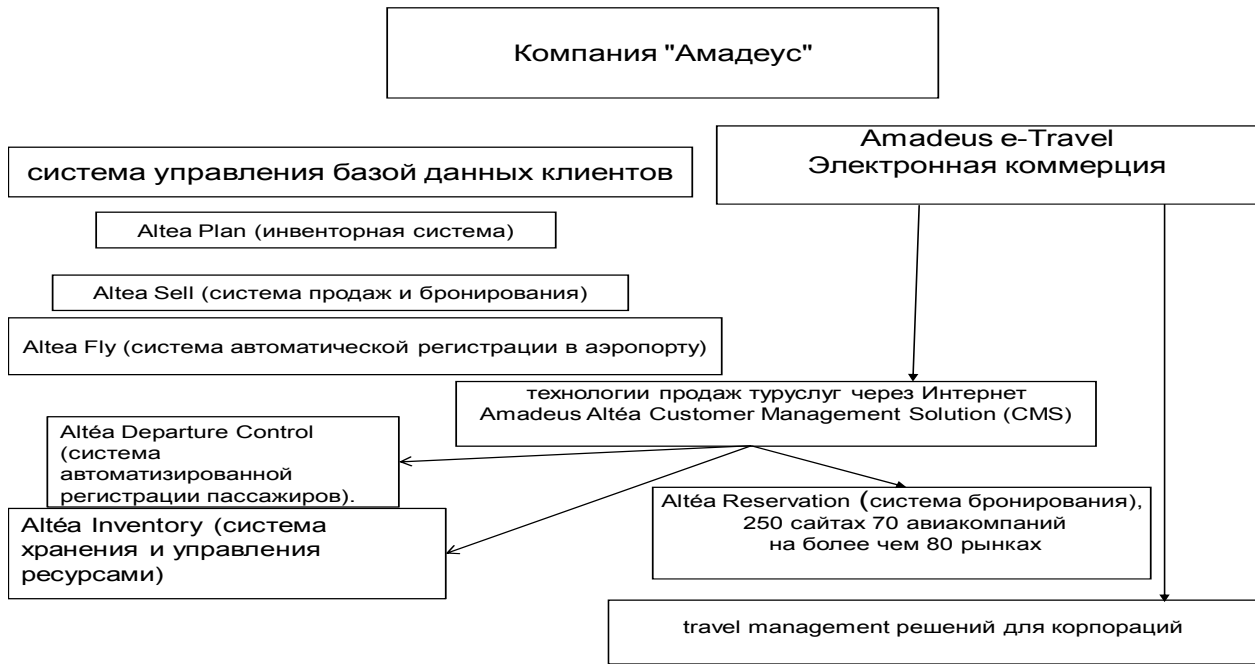 Компания "Амадеус"
Amadeus e-Travel
Электронная коммерция
система управления базой данных клиентов
Altea Plan (инвенторная система)
Altea Sell (система продаж и бронирования)
Altea Fly (система автоматической регистрации в аэропорту)
технологии продаж туруслуг через Интернет
Amadeus Altéa Customer Management Solution (CMS)
Altéa Departure Control
(система
автоматизированной
регистрации пассажиров).
Altéa Inventory (система
хранения и управления
ресурсами)
Altéa Reservation (система бронирования),
250 сайтах 70 авиакомпаний
на более чем 80 рынках
travel management решений для корпораций